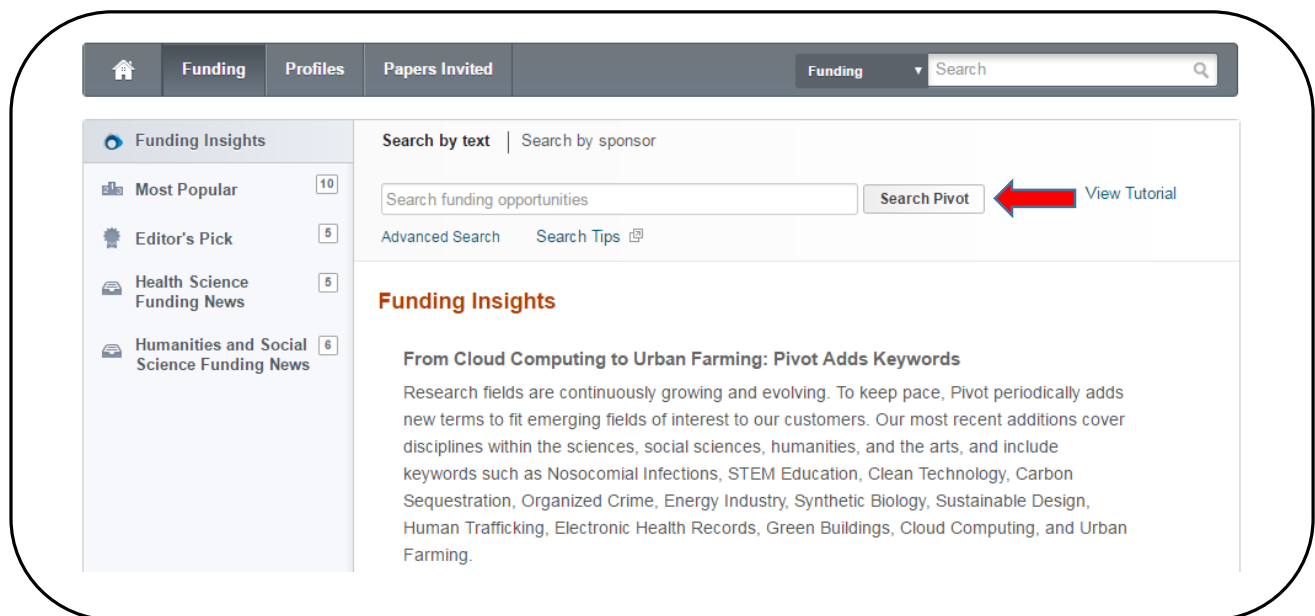 Funding Profiles Papers Invited Funding Search
Funding Insights
Most Popular 10
Editor's Pick 5
Health Science 5
Funding News
Humanities and Social 6
Science Funding News
Search by text | Search by sponsor
Search funding opportunities Search Pivot View Tutorial
Advanced Search Search Tips
Funding Insights
From Cloud Computing to Urban Farming: Pivot Adds Keywords
Research fields are continuously growing and evolving. To keep pace, Pivot periodically adds
new terms to fit emerging fields of interest to our customers. Our most recent additions cover
disciplines within the sciences, social sciences, humanities, and the arts, and include
keywords such as Nosocomial Infections, STEM Education, Clean Technology, Carbon
Sequestration, Organized Crime, Energy Industry, Synthetic Biology, Sustainable Design,
Human Trafficking, Electronic Health Records, Green Buildings, Cloud Computing, and Urban
Farming.